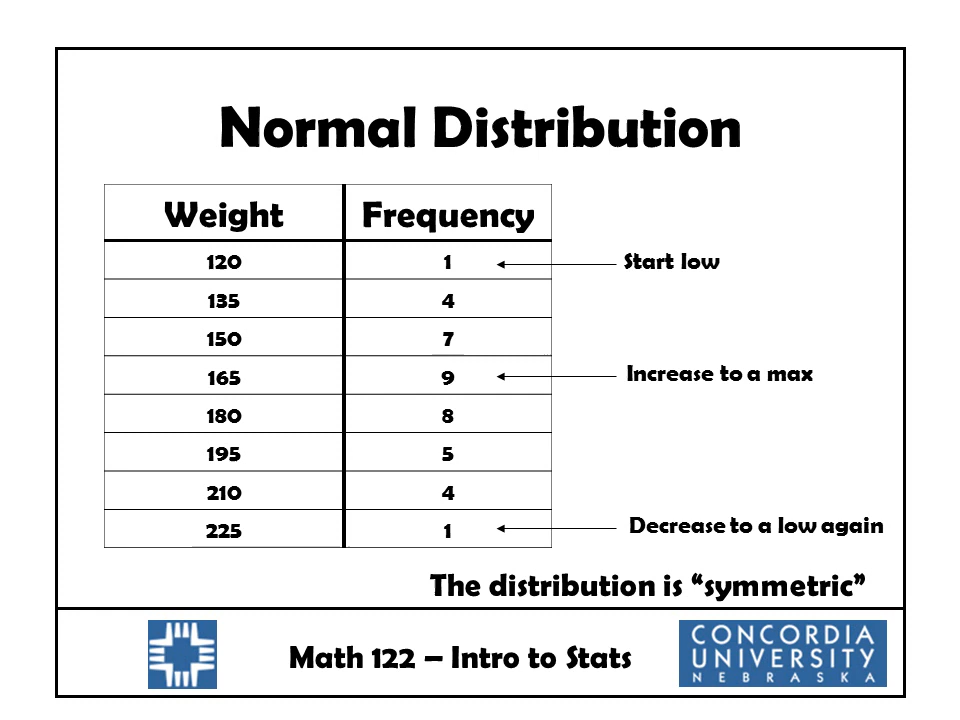 Normal Distribution
Weight Frequency
120 1 Start low
135 4
150 7
165 9 Increase to a max
180 8
195 5
210 4
225 1 Decrease to a low again
The distribution is “symmetric”
Math 122 – Intro to Stats
CONCORDIA
UNIVERSITY
NEBRASKA